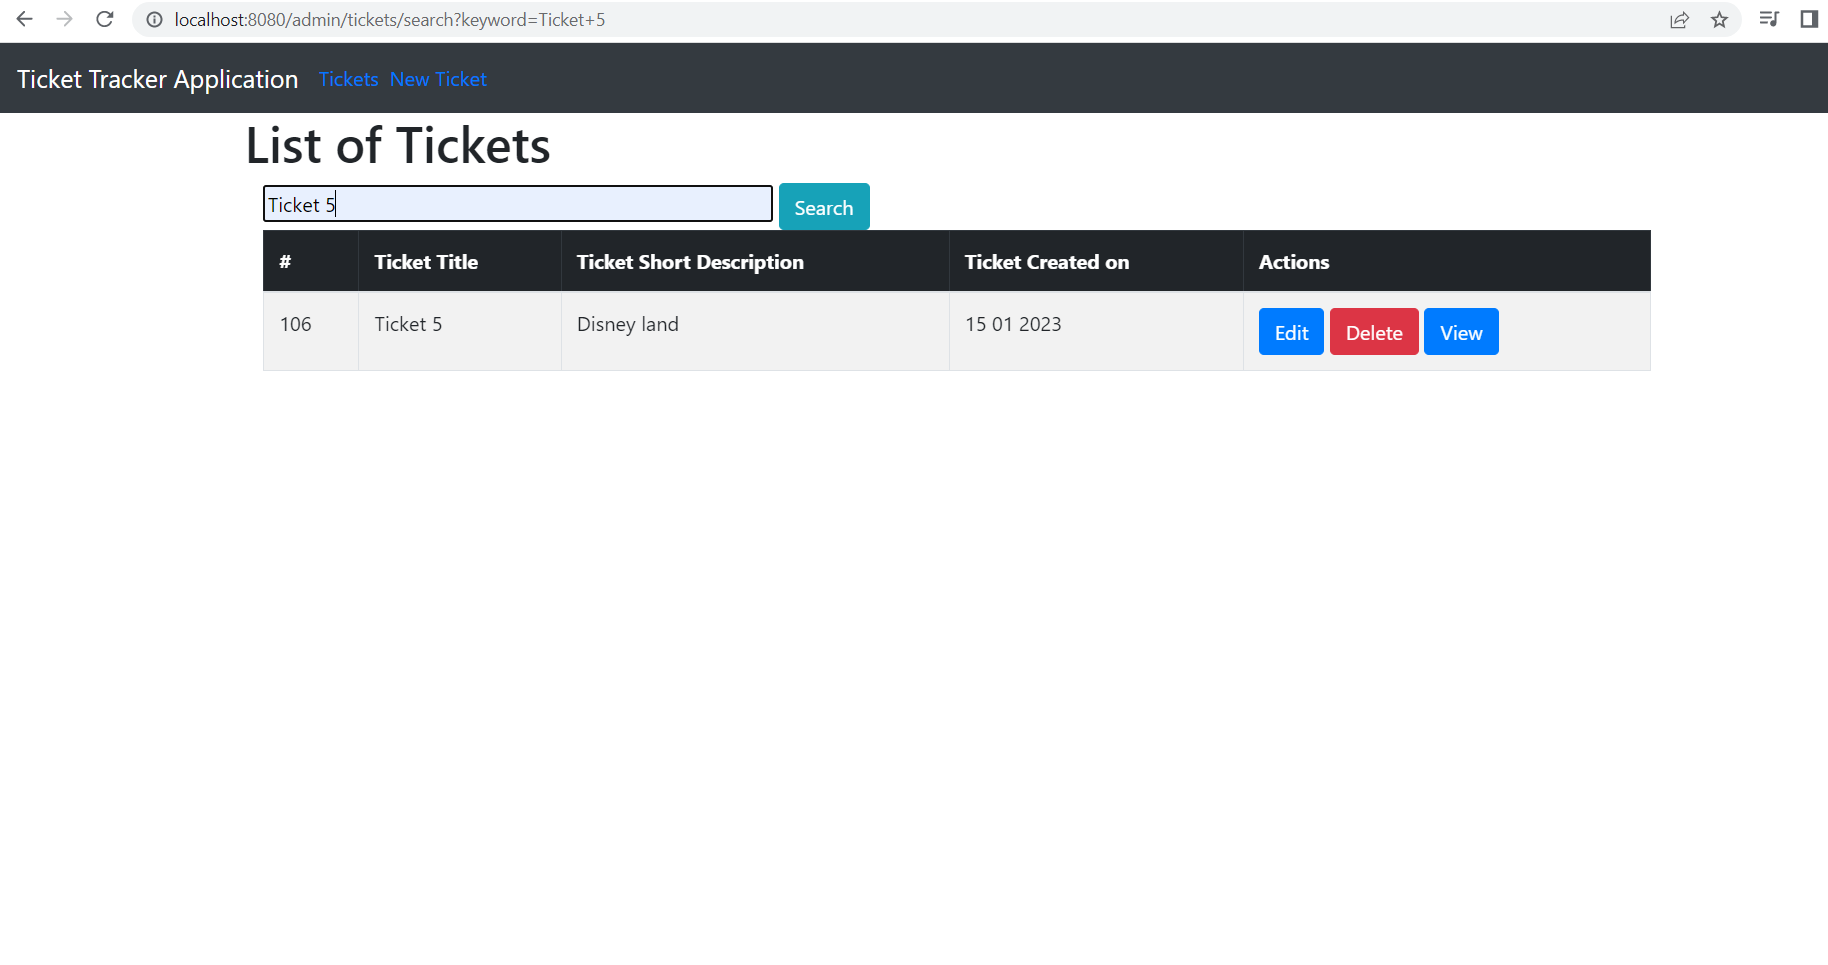 localhost:8080/admin/tickets/search?keyword=Ticket+5
Ticket Tracker Application Tickets New Ticket
List of Tickets
Ticket 5 Search
# Ticket Title Ticket Short Description Ticket Created on Actions
106 Ticket 5 Disney land 15 01 2023 Edit Delete View